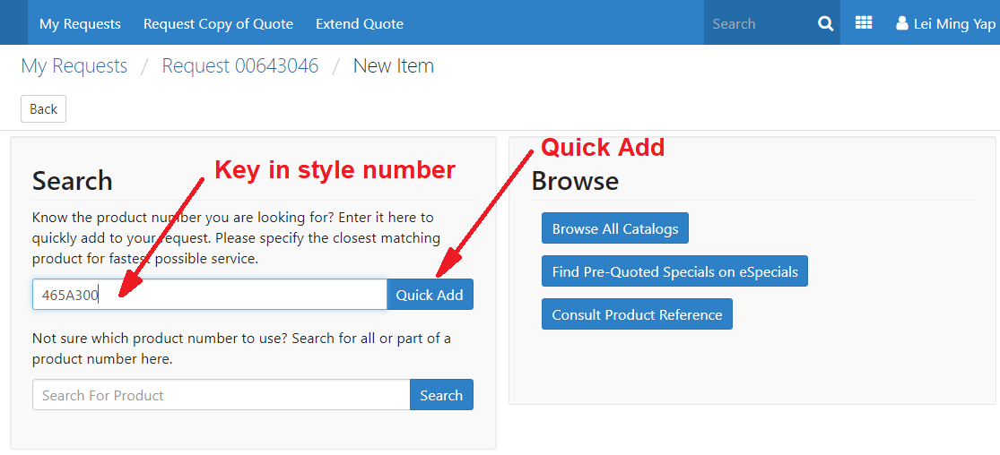 My Requests Request Copy of Quote Extend Quote Search Lei Ming Yap
My Requests / Request 00643046 / New Item
Back
Quick Add
Key in style number
Search
Know the product number you are looking for? Enter it here to
quickly add to your request. Please specify the closest matching
product for fastest possible service.
465A300
Quick Add
Not sure which product number to use? Search for all or part of a
product number here.
Search For Product
Search
Browse
Browse All Catalogs
Find Pre-Quoted Specials on eSpecials
Consult Product Reference